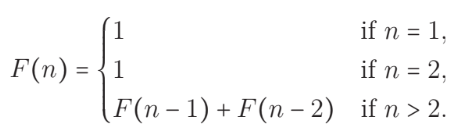 F(n) = { 1 if n = 1,
1 if n = 2,
F(n − 1) + F(n − 2) if n > 2.